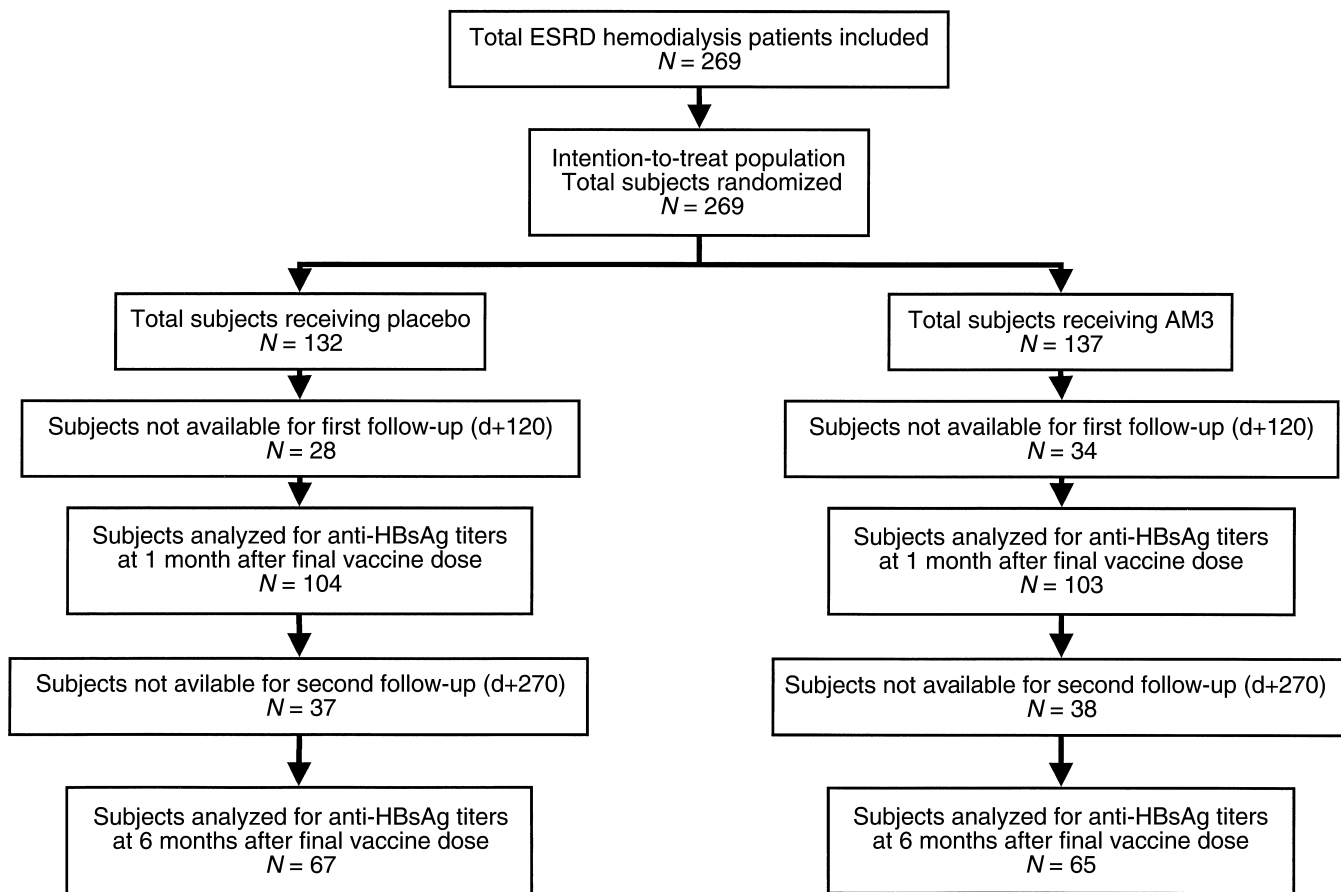 Total ESRD hemodialysis patients included
N = 269
Intention-to-treat population
Total subjects randomized
N = 269
Total subjects receiving placebo
N = 132
Total subjects receiving AM3
N = 137
Subjects not available for first follow-up (d+120)
N = 28
Subjects not available for first follow-up (d+120)
N = 34
Subjects analyzed for anti-HBsAg titers
at 1 month after final vaccine dose
N = 104
Subjects analyzed for anti-HBsAg titers
at 1 month after final vaccine dose
N = 103
Subjects not avilable for second follow-up (d+270)
N = 37
Subjects not available for second follow-up (d+270)
N = 38
Subjects analyzed for anti-HBsAg titers
at 6 months after final vaccine dose
N = 67
Subjects analyzed for anti-HBsAg titers
at 6 months after final vaccine dose
N = 65